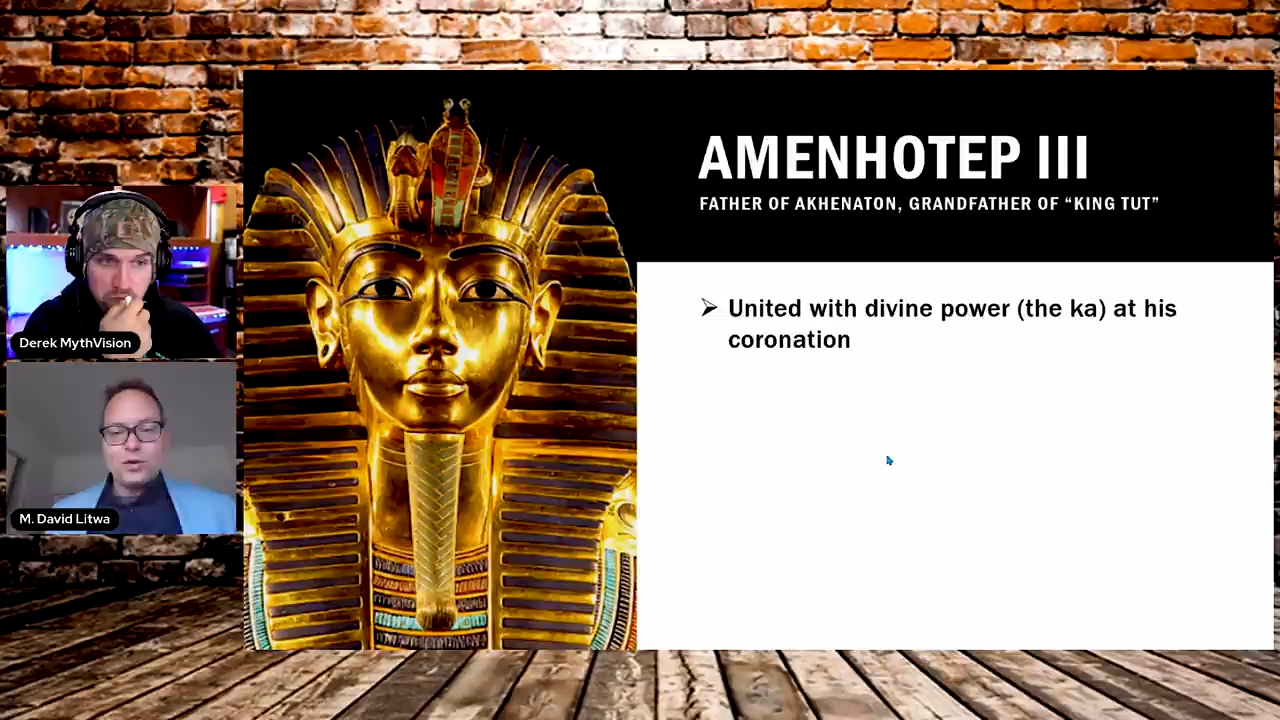 AMENHOTEP III
FATHER OF AKHENATON, GRANDFATHER OF “KING TUT”
➢ United with divine power (the ka) at his
coronation
Derek MythVision
M. David Litwa